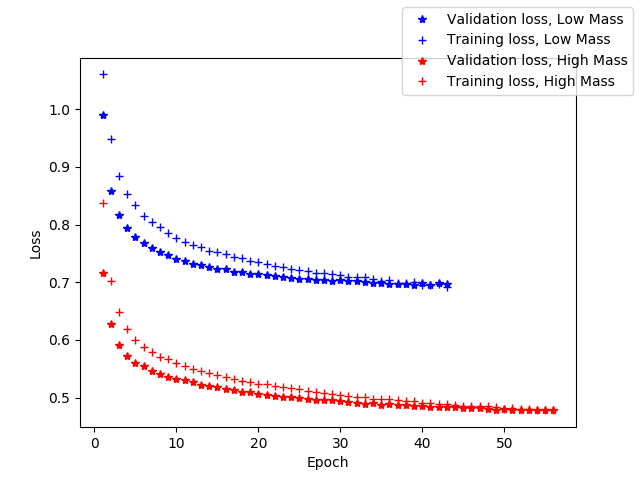 Validation loss, Low Mass
Training loss, Low Mass
Validation loss, High Mass
Training loss, High Mass
1.0
0.9
0.8
0.7
0.6
0.5
Loss
0
10
20
30
40
50
Epoch